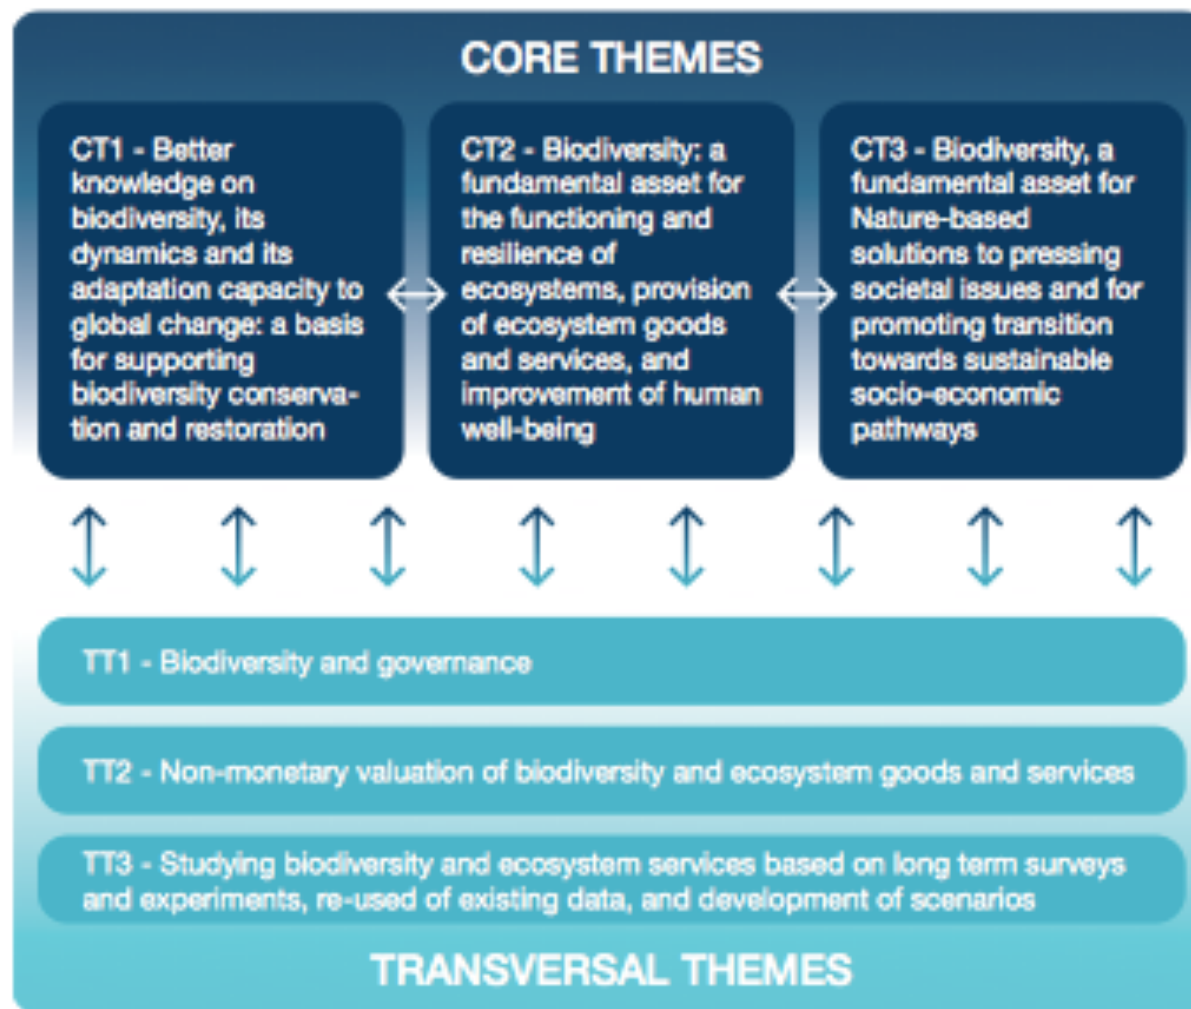 CORE THEMES
CT1 - Better
knowledge on
biodiversity, its
dynamics and its
adaptation capacity to
global change: a basis
for supporting
biodiversity conserva-
tion and restoration
CT2 - Biodiversity: a
fundamental asset for
the functioning and
resilience of
ecosystems, provision
of ecosystem goods
and services, and
improvement of human
well-being
CT3 - Biodiversity, a
fundamental asset for
Nature-based
solutions to pressing
societal issues and for
promoting transition
towards sustainable
socio-economic
pathways
TT1 - Biodiversity and governance
TT2 - Non-monetary valuation of biodiversity and ecosystem goods and services
TT3 - Studying biodiversity and ecosystem services based on long term surveys
and experiments, re-used of existing data, and development of scenarios
TRANSVERSAL THEMES